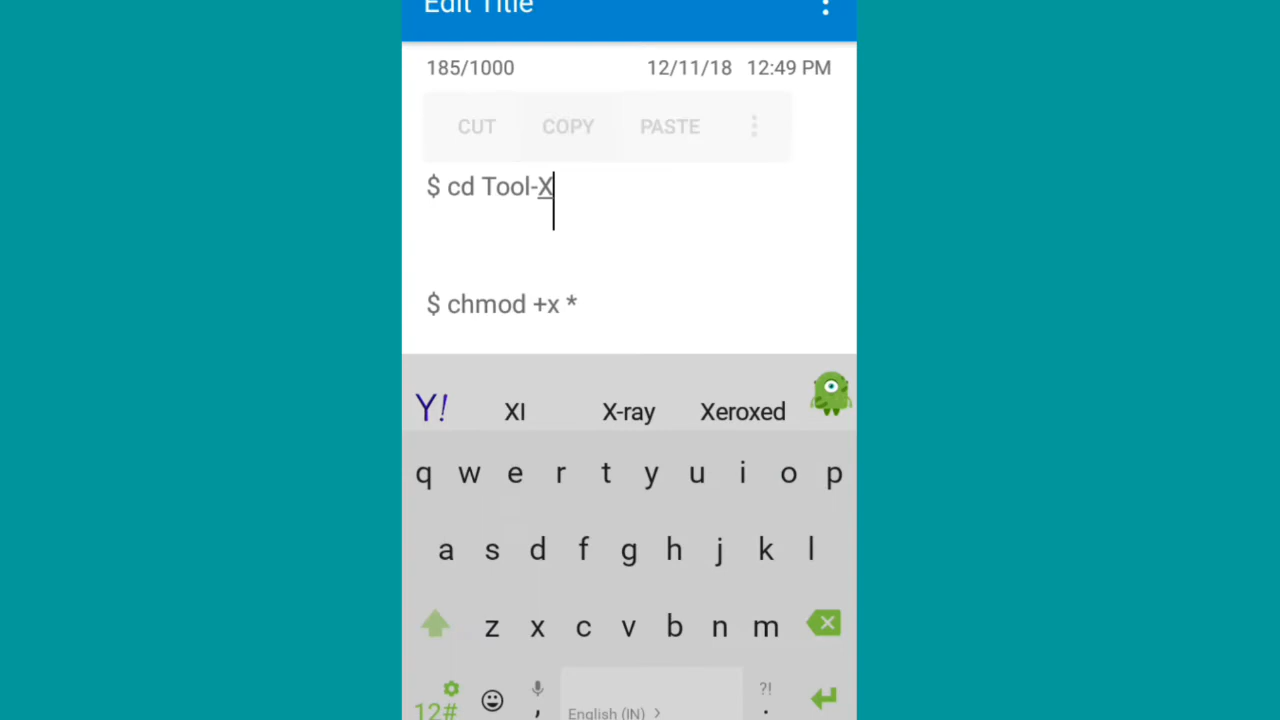 Edit Title
185/1000 12/11/18 12:49 PM
CUT COPY PASTE
$ cd Tool-X
$ chmod +x *
Y! XI X-ray Xeroxed
q w e r t y u i o p
a s d f g h j k l
z x c v b n m
12# , English (IN) > ?! .